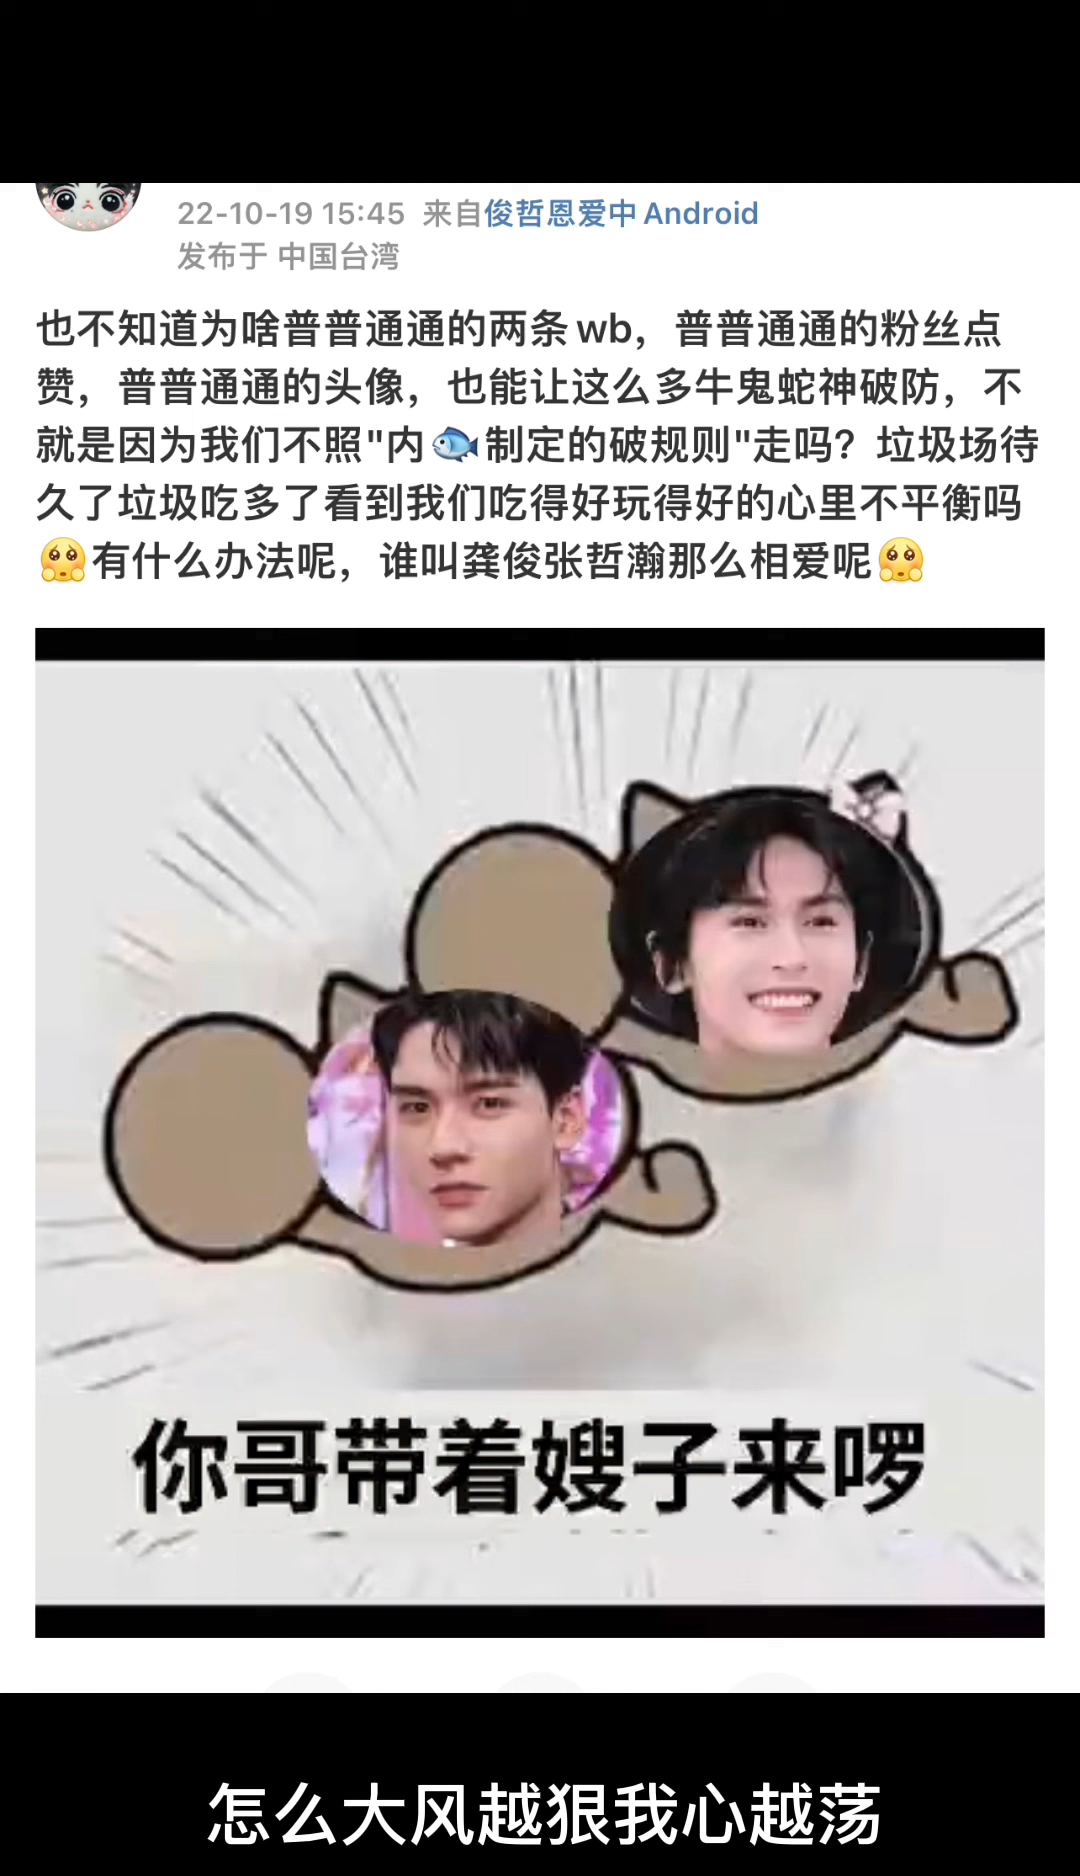 22-10-19 15:45 来自俊哲恩爱中Android
发布于 中国台湾
也不知道为啥普普通通的两条wb，普普通通的粉丝点
赞，普普通通的头像，也能让这么多牛鬼蛇神破防，不
就是因为我们不照"内🐟制定的破规则"走吗？垃圾场待
久了垃圾吃多了看到我们吃得好玩得好的心里不平衡吗
🥺有什么办法呢，谁叫龚俊张哲瀚那么相爱呢🥺
你哥带着嫂子来啰
怎么大风越狠我心越荡